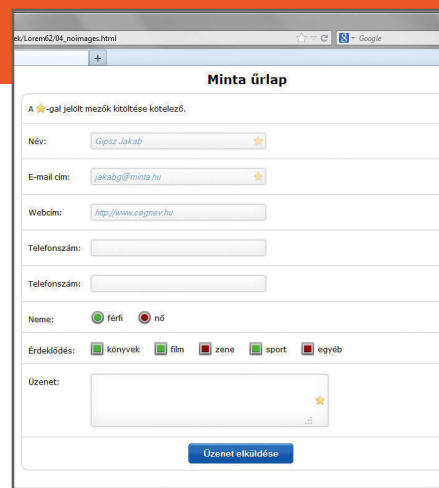 ek/Lorem62/04_noimages.html
Google
Minta űrlap
A -gal jelölt mezők kitöltése kötelező.
Név: Gipsz Jakab
E-mail cím: jakabg@minta.hu
Webcím: http://www.cegnev.hu
Telefonszám:
Telefonszám:
Neme: férfi nő
Érdeklődés: könyvek film zene sport egyéb
Üzenet:
Üzenet elküldése